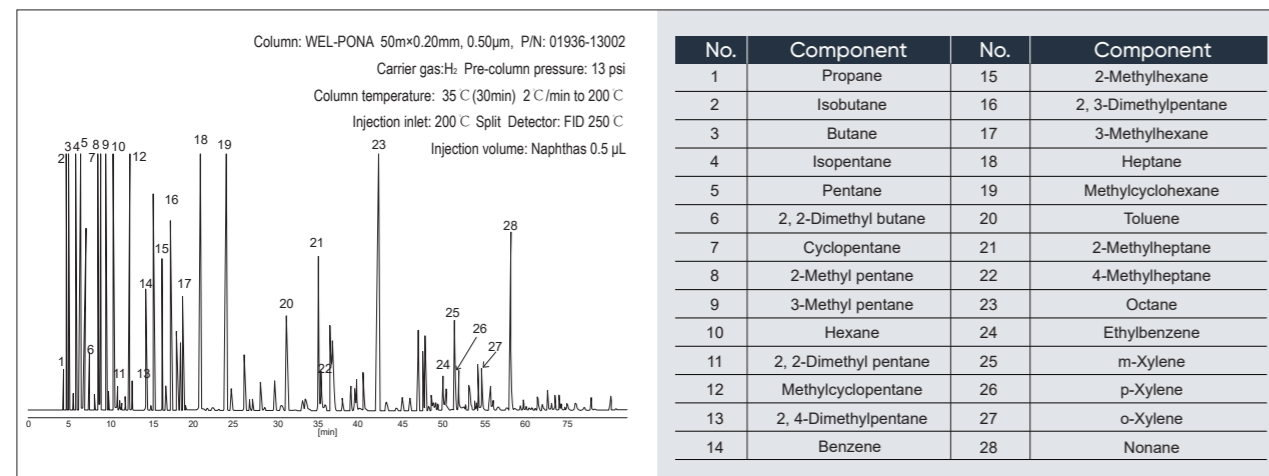 Column: WEL-PONA 50m×0.20mm, 0.50μm, P/N: 01936-13002
Carrier gas:H₂ Pre-column pressure: 13 psi
Column temperature: 35℃(30min) 2℃/min to 200℃
Injection inlet: 200℃ Split Detector: FID 250℃
Injection volume: Naphthas 0.5 μL
2 3 4 5 7 8 9 10 12 18 19 23
16
15
14
17
1
6
11
13
20
21
22
24
25
26
27
28
0 5 10 15 20 25 30 35 40 45 50 55 60 65 70 75
[min]
No. Component No. Component
1 Propane 15 2-Methylhexane
2 Isobutane 16 2, 3-Dimethylpentane
3 Butane 17 3-Methylhexane
4 Isopentane 18 Heptane
5 Pentane 19 Methylcyclohexane
6 2, 2-Dimethyl butane 20 Toluene
7 Cyclopentane 21 2-Methylheptane
8 2-Methyl pentane 22 4-Methylheptane
9 3-Methyl pentane 23 Octane
10 Hexane 24 Ethylbenzene
11 2, 2-Dimethyl pentane 25 m-Xylene
12 Methylcyclopentane 26 p-Xylene
13 2, 4-Dimethylpentane 27 o-Xylene
14 Benzene 28 Nonane